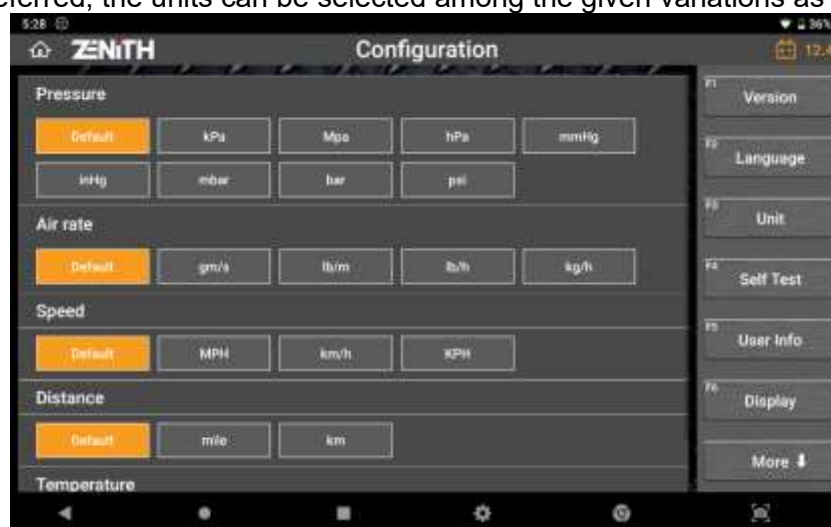 eferred, the units can be selected among the given variations as
5:28
36%
ZENITH
Configuration
12.4
Pressure
Default kPa Mpa hPa mmHg
inHg mbar bar psi
Air rate
Default gm/s lb/m lb/h kg/h
Speed
Default MPH km/h KPH
Distance
Default mile km
Temperature
F1 Version
F2 Language
F3 Unit
F4 Self Test
F5 User Info
F6 Display
More